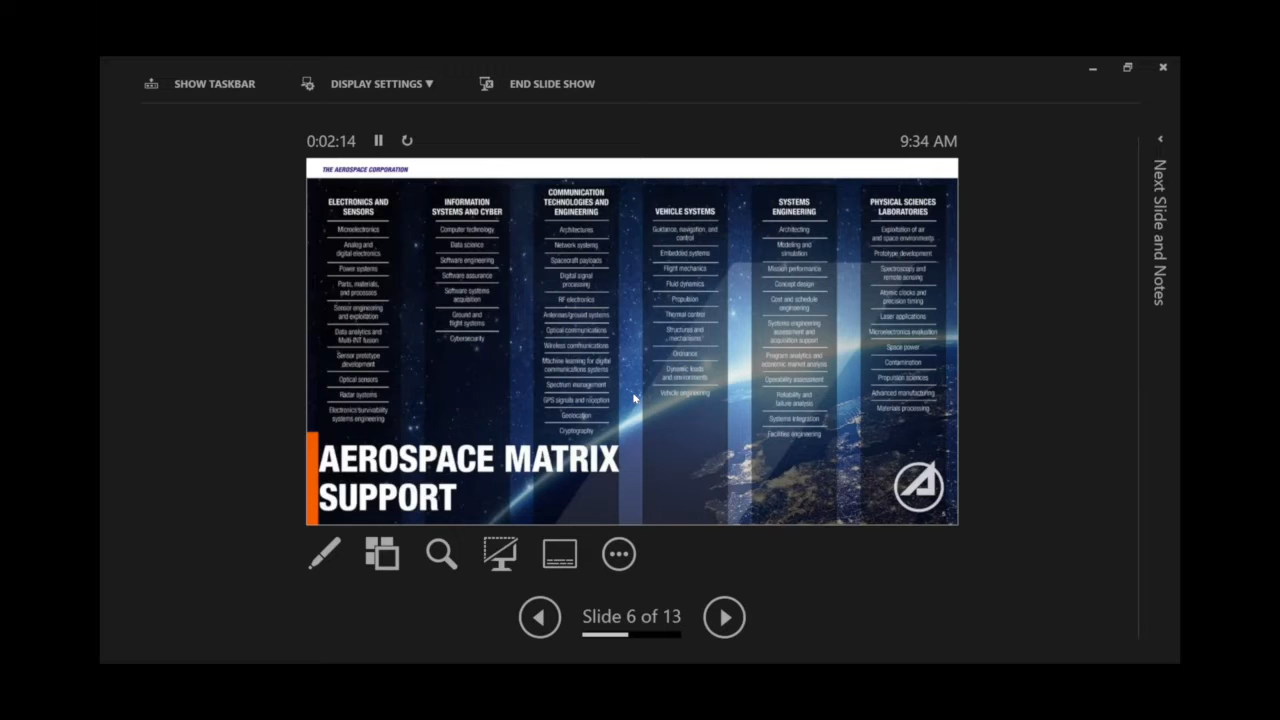 SHOW TASKBAR
DISPLAY SETTINGS ▼
END SLIDE SHOW
0:02:14
9:34 AM
THE AEROSPACE CORPORATION
ELECTRONICS AND
SENSORS
Microelectronics
Analog and
digital electronics
Power systems
Parts, materials,
and processes
Sensor engineering
and exploitation
Data analytics and
Multi-INT fusion
Sensor prototype
development
Optical sensors
Radar systems
Electronics survivability
systems engineering
INFORMATION
SYSTEMS AND CYBER
Computer technology
Data science
Software engineering
Software assurance
Software systems
acquisition
Ground and
flight systems
Cybersecurity
COMMUNICATION
TECHNOLOGIES AND
ENGINEERING
Architectures
Network systems
Spacecraft payloads
Digital signal
processing
RF electronics
Antennas/ground systems
Optical communications
Wireless communications
Machine learning for digital
communications systems
Spectrum management
GPS signals and reception
Geolocation
Cryptography
VEHICLE SYSTEMS
Guidance, navigation, and
control
Embedded systems
Flight mechanics
Fluid dynamics
Propulsion
Thermal control
Structural and
mechanisms
Ordnance
Dynamic loads
and environments
Vehicle engineering
SYSTEMS
ENGINEERING
Architecting
Modeling and
simulation
Mission performance
Concept design
Cost and schedule
engineering
Systems engineering
assessment and
acquisition support
Program analytics and
economic market analysis
Operability assessment
Reliability and
failure analysis
Systems integration
Facilities engineering
PHYSICAL SCIENCES
LABORATORIES
Exploitation of air
and space environments
Prototype development
Spectroscopy and
remote sensing
Atomic clocks and
precision timing
Laser applications
Microelectronics evaluation
Space power
Contamination
Propulsion sciences
Advanced manufacturing
Materials processing
AEROSPACE MATRIX
SUPPORT
Slide 6 of 13
Next Slide and Notes